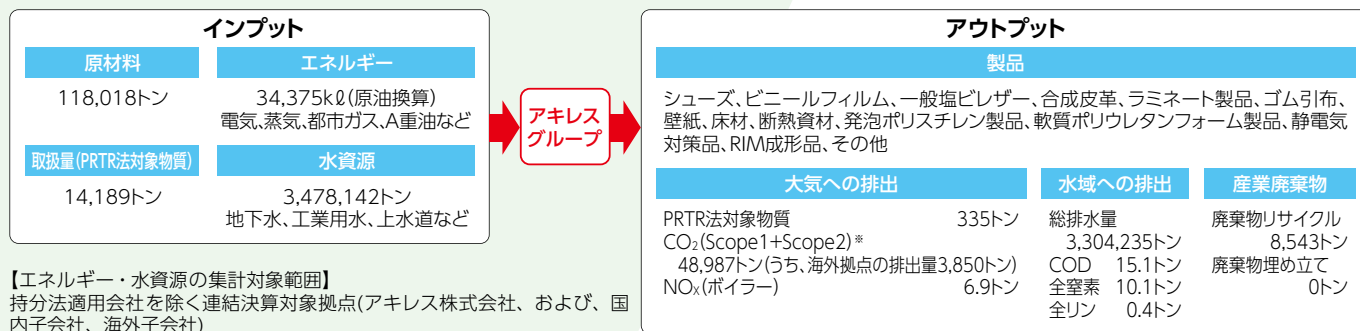 インプット
原材料
118,018トン
エネルギー
34,375kℓ(原油換算)
電気、蒸気、都市ガス、A重油など
取扱量(PRTR法対象物質)
14,189トン
水資源
3,478,142トン
地下水、工業用水、上水道など
【エネルギー・水資源の集計対象範囲】
持分法適用会社を除く連結決算対象拠点(アキレス株式会社、および、国
内子会社、海外子会社)
アキレス
グループ
アウトプット
製品
シューズ、ビニールフィルム、一般塩ビレザー、合成皮革、ラミネート製品、ゴム引布、
壁紙、床材、断熱資材、発泡ポリスチレン製品、軟質ポリウレタンフォーム製品、静電気
対策品、RIM成形品、その他
大気への排出
PRTR法対象物質 335トン
CO₂(Scope1+Scope2)※
48,987トン(うち、海外拠点の排出量3,850トン)
NOx(ボイラー) 6.9トン
水域への排出
総排水量
3,304,235トン
COD 15.1トン
全窒素 10.1トン
全リン 0.4トン
産業廃棄物
廃棄物リサイクル
8,543トン
廃棄物埋め立て
0トン